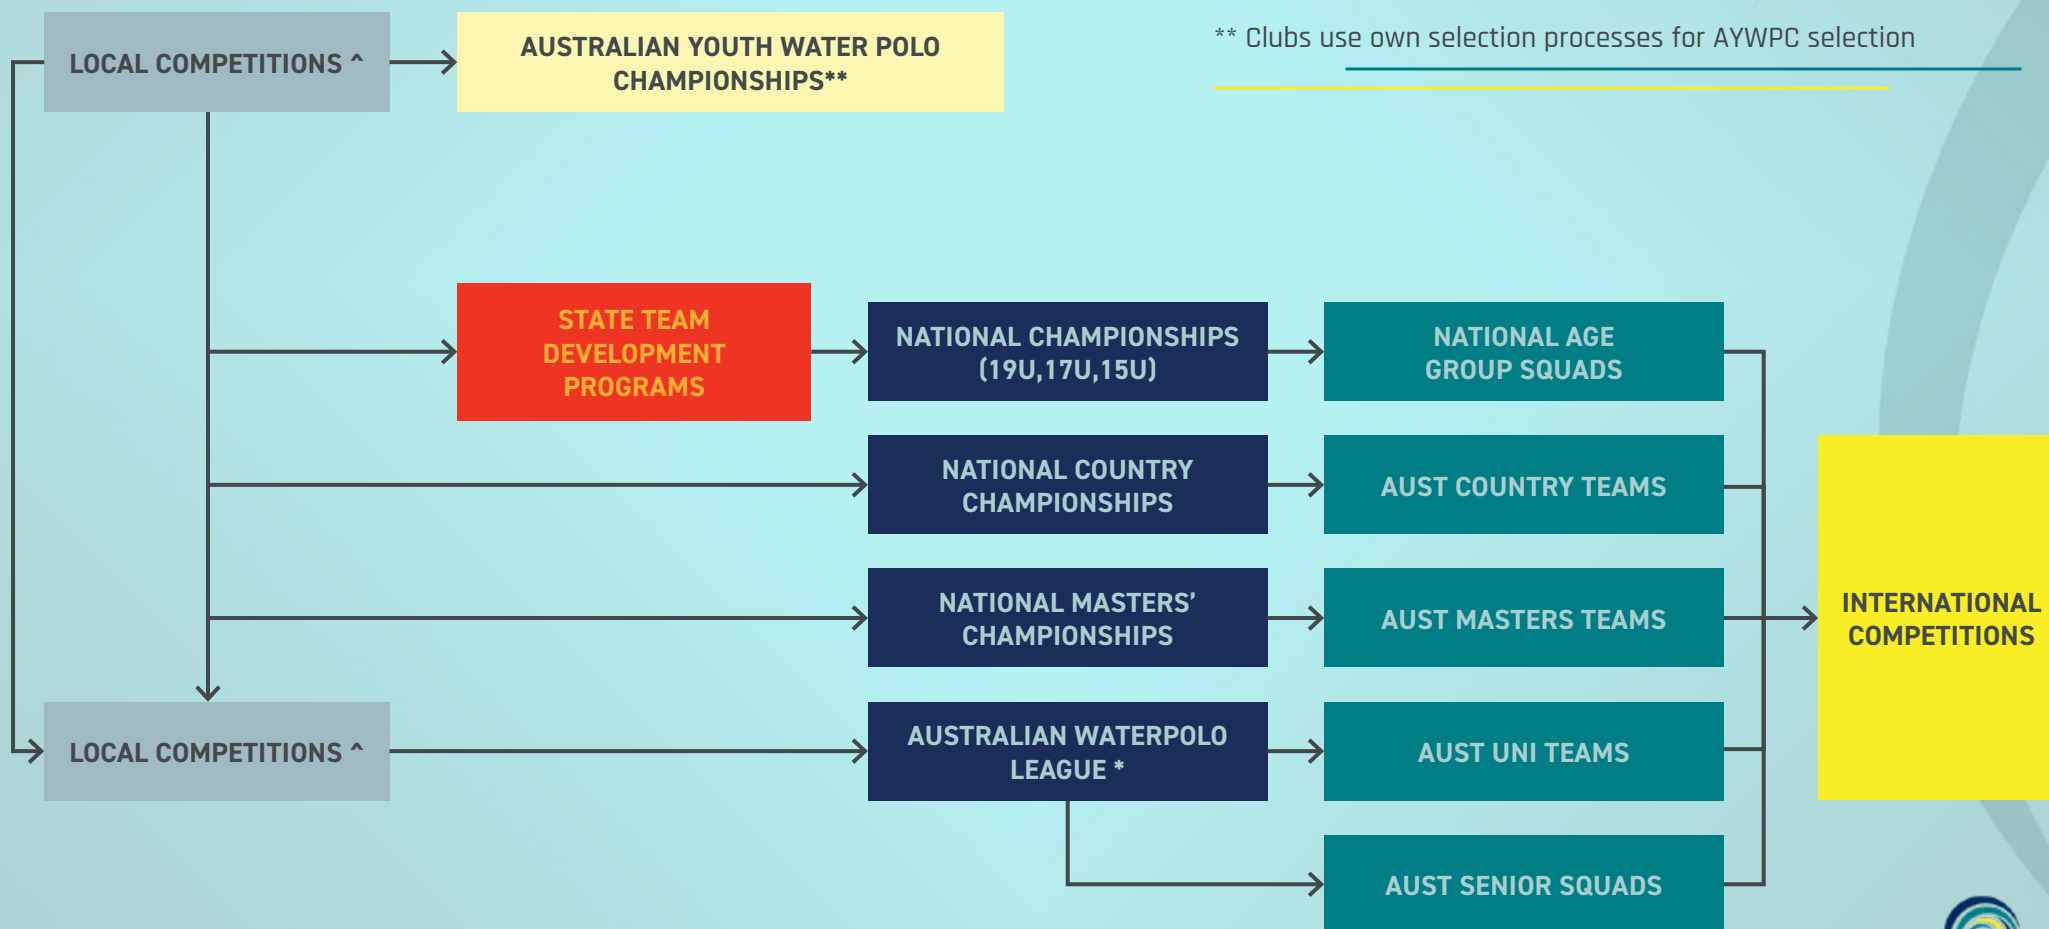 LOCAL COMPETITIONS ^
AUSTRALIAN YOUTH WATER POLO
CHAMPIONSHIPS**
** Clubs use own selection processes for AYWPC selection
STATE TEAM
DEVELOPMENT
PROGRAMS
NATIONAL CHAMPIONSHIPS
(19U,17U,15U)
NATIONAL AGE
GROUP SQUADS
NATIONAL COUNTRY
CHAMPIONSHIPS
AUST COUNTRY TEAMS
NATIONAL MASTERS’
CHAMPIONSHIPS
AUST MASTERS TEAMS
INTERNATIONAL
COMPETITIONS
LOCAL COMPETITIONS ^
AUSTRALIAN WATERPOLO
LEAGUE *
AUST UNI TEAMS
AUST SENIOR SQUADS